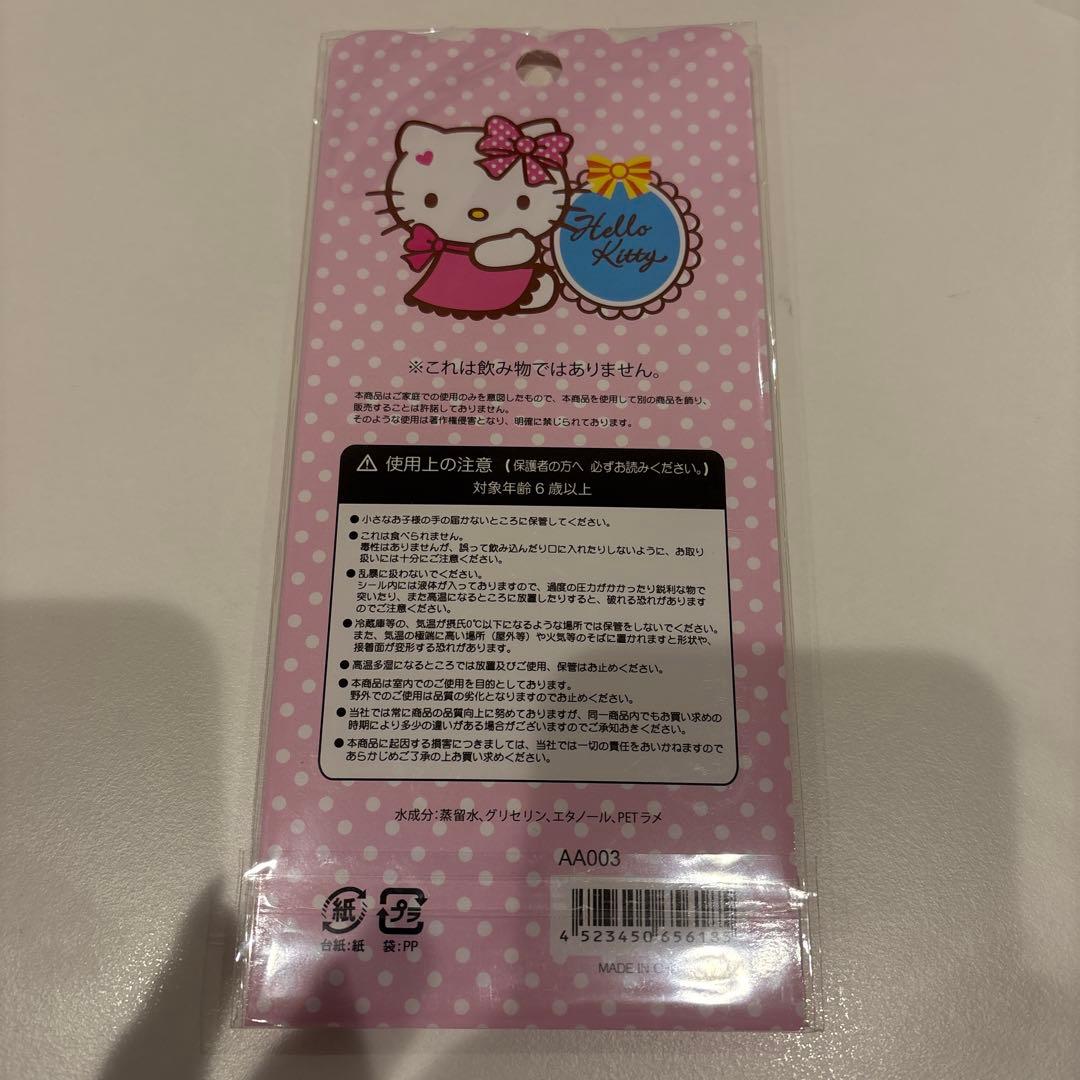 Hello
Kitty
※これは飲み物ではありません。
本商品はご家庭での使用のみを意図したもので、本商品を使用して別の商品を飾り、
販売することは許諾しておりません。
そのような使用は著作権侵害となり、明確に禁じられております。
⚠ 使用上の注意 (保護者の方へ 必ずお読みください。)
対象年齢6歳以上
●小さなお子様の手の届かないところに保管してください。
●これは食べられません。
毒性はありませんが、誤って飲み込んだり口に入れたりしないように、お取り
扱いには十分にご注意ください。
●乱暴に扱わないでください。
シール内には液体が入っておりますので、過度の圧力がかかったり鋭利な物で
突いたり、また高温になるところに放置したりすると、破れる恐れがあります
のでご注意ください。
●冷蔵庫等の、気温が摂氏0℃以下になるような場所では保管をしないでください。
また、気温の極端に高い場所（屋外等）や火気等のそばに置かれますと形状や、
接着面が変形する恐れがあります。
●高温多湿になるところでは放置及びご使用、保管はお止めください。
●本商品は室内でのご使用を目的としております。
野外でのご使用は品質の劣化となりますのでお止めください。
●当社では常に商品の品質向上に努めておりますが、同一商品内でもお買い求めの
時期により多少の違いがある場合がございますのでご承知おきください。
●本商品に起因する損害につきましては、当社では一切の責任をおいかねますので
あらかじめご了承の上お買い求めください。
水成分:蒸留水、グリセリン、エタノール、PETラメ
AA003
紙 プラ
台紙:紙 袋:PP
4 523450 65613
MADE IN